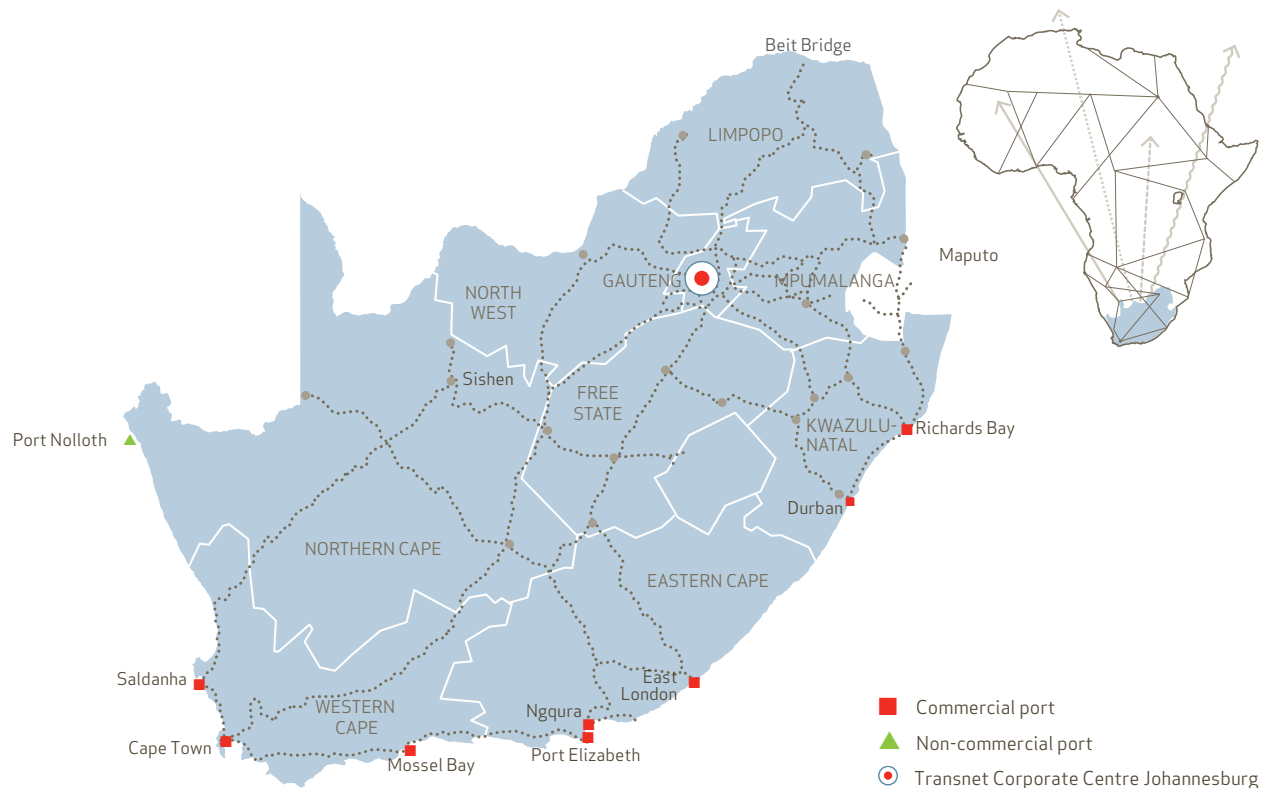 Beit Bridge
LIMPOPO
Maputo
GAUTENG
MPUMALANGA
NORTH
WEST
Sishen
FREE
STATE
KWAZULU-
NATAL
Richards Bay
Port Nolloth
Durban
NORTHERN CAPE
EASTERN CAPE
Saldanha
East
London
WESTERN
CAPE
Ngqura
Cape Town
Port Elizabeth
Mossel Bay
Commercial port
Non-commercial port
Transnet Corporate Centre Johannesburg